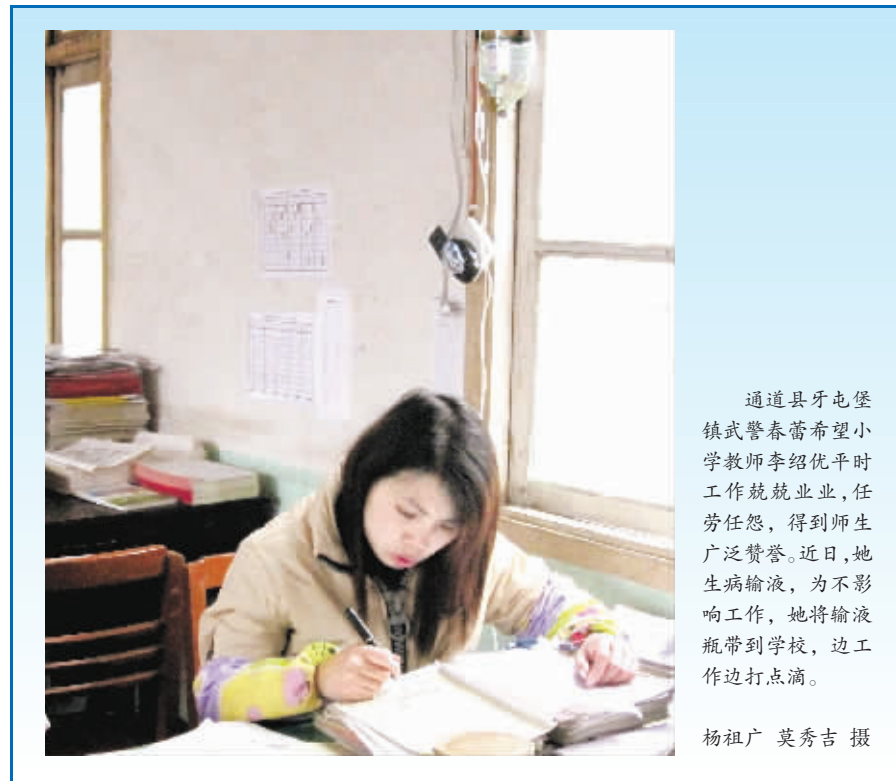 通道县牙屯堡
镇武警春蕾希望小
学教师李绍优平时
工作兢兢业业,任
劳任怨，得到师生
广泛赞誉。近日,她
生病输液，为不影
响工作，她将输液
瓶带到学校，边工
作边打点滴。
杨祖广 莫秀吉 摄